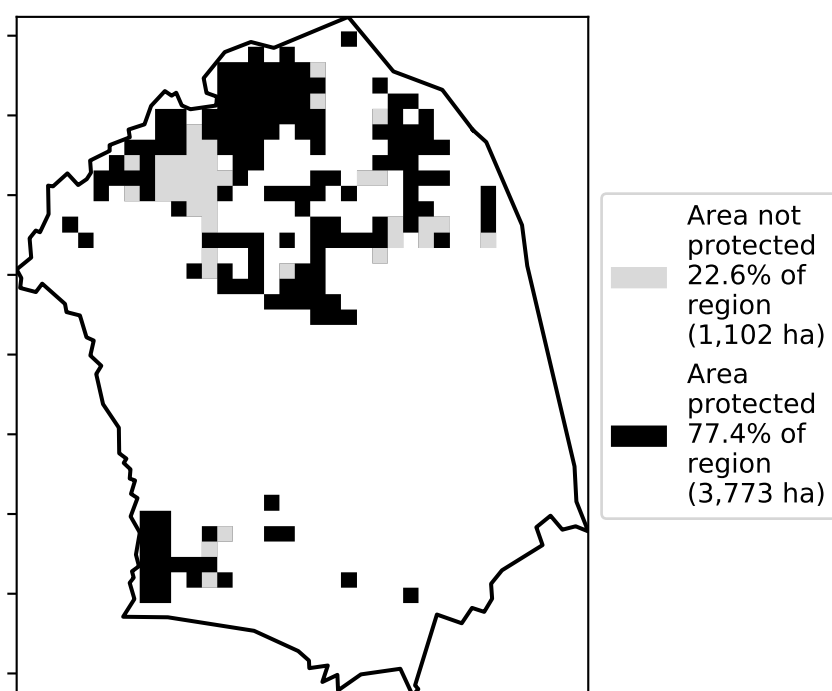 Area not
protected
22.6% of
region
(1,102 ha)
Area
protected
77.4% of
region
(3,773 ha)